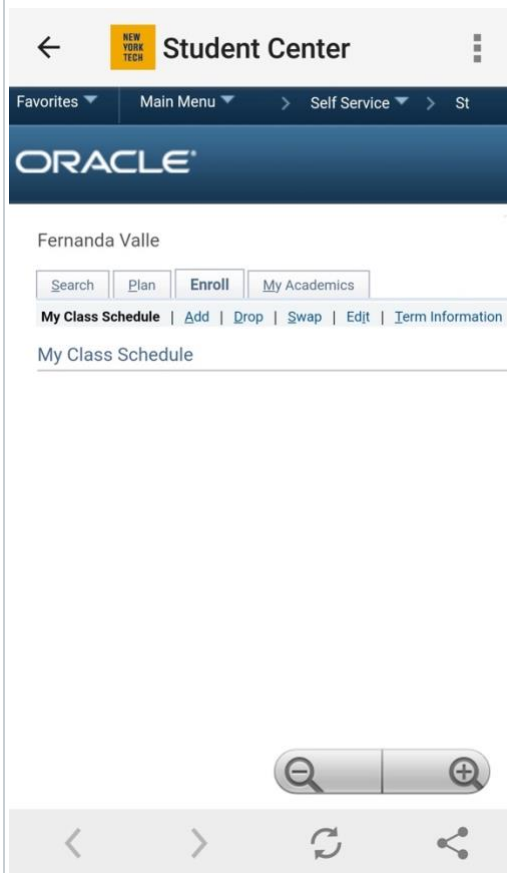 NEW
YORK
TECH
Student Center
Favorites Main Menu > Self Service > St
ORACLE
Fernanda Valle
Search Plan Enroll My Academics
My Class Schedule | Add | Drop | Swap | Edit | Term Information
My Class Schedule